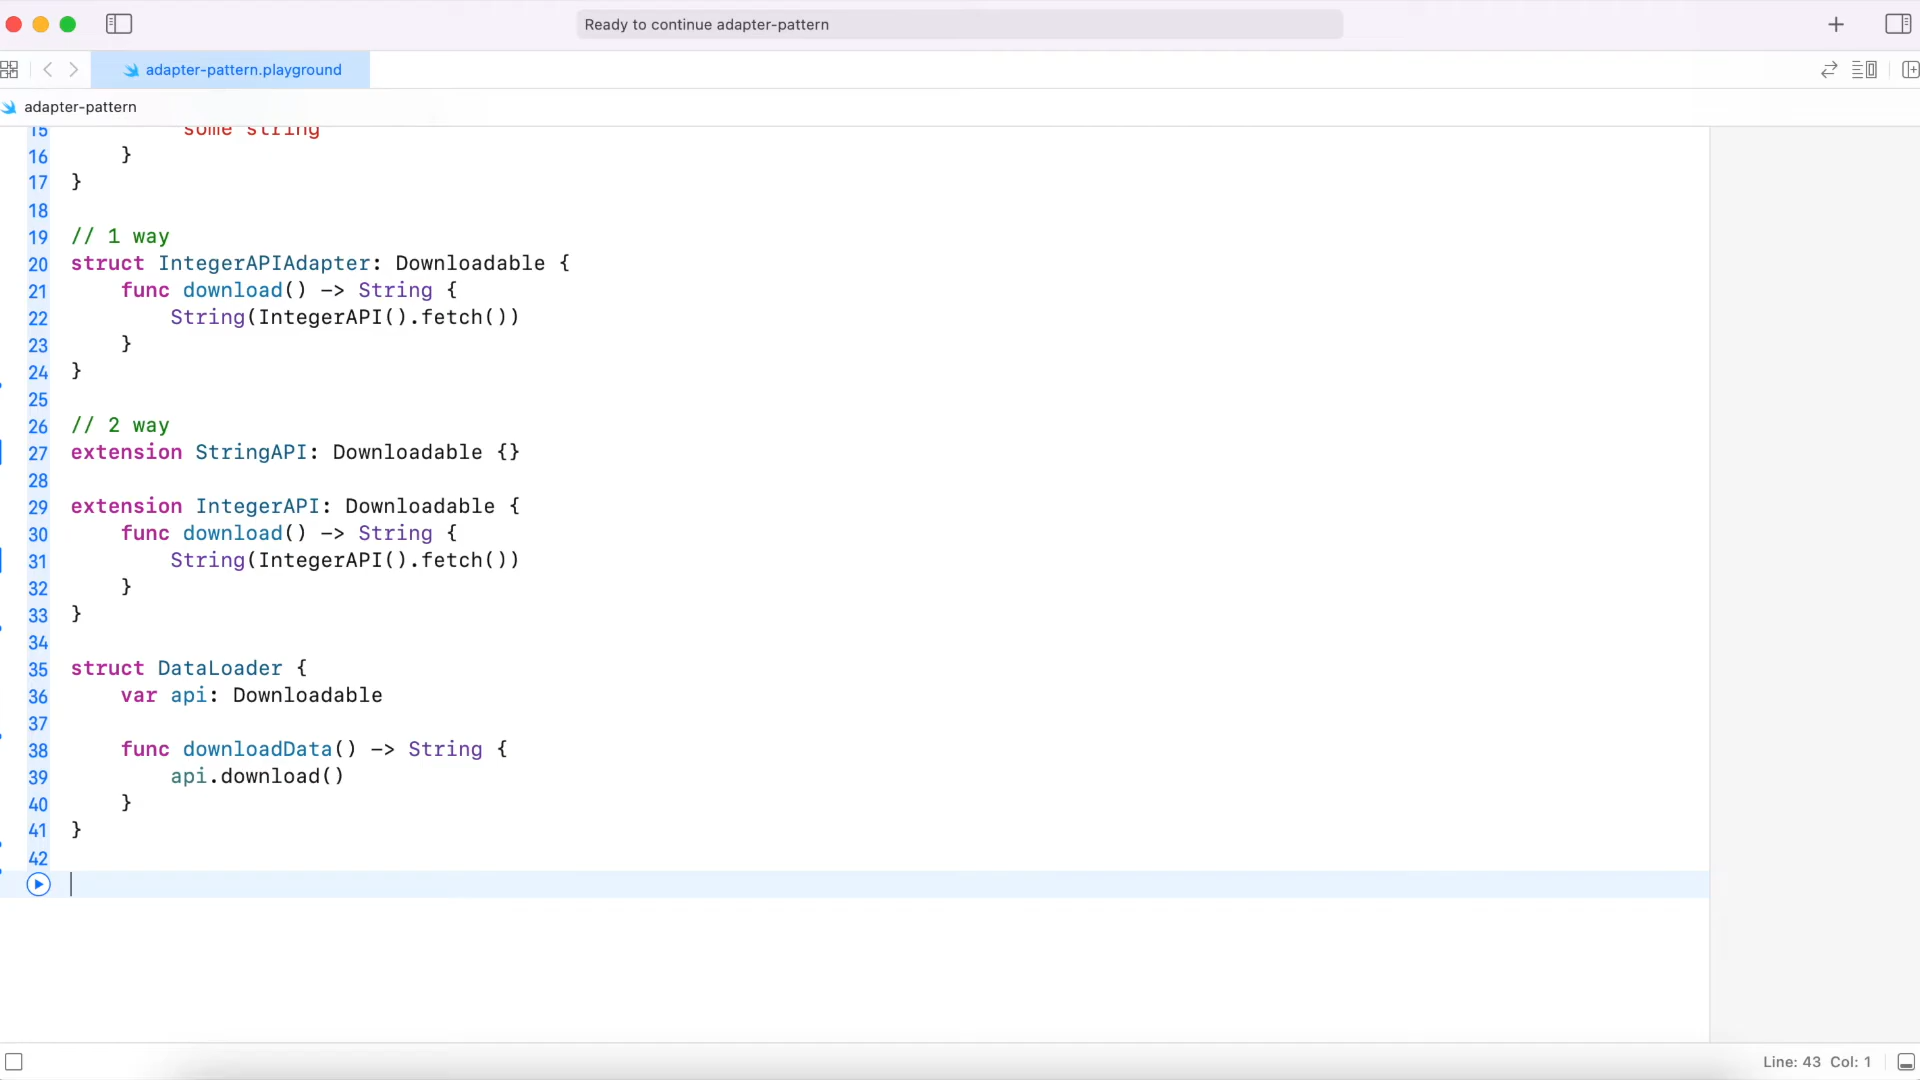 Ready to continue adapter-pattern
adapter-pattern.playground
adapter-pattern
15 some string
16 }
17 }
18
19 // 1 way
20 struct IntegerAPIAdapter: Downloadable {
21 func download() -> String {
22 String(IntegerAPI().fetch())
23 }
24 }
25
26 // 2 way
27 extension StringAPI: Downloadable {}
28
29 extension IntegerAPI: Downloadable {
30 func download() -> String {
31 String(IntegerAPI().fetch())
32 }
33 }
34
35 struct DataLoader {
36 var api: Downloadable
37
38 func downloadData() -> String {
39 api.download()
40 }
41 }
42
Line: 43 Col: 1